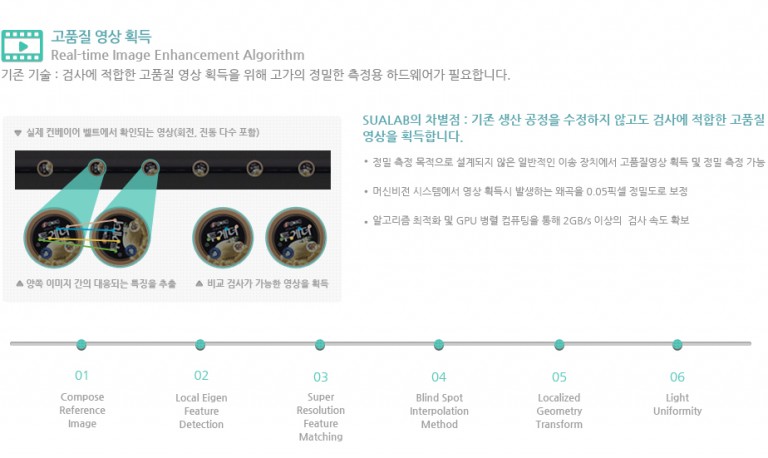 고품질 영상 획득
Real-time Image Enhancement Algorithm
기존 기술 : 검사에 적합한 고품질 영상 획득을 위해 고가의 정밀한 측정용 하드웨어가 필요합니다.
▼ 실제 컨베이어 벨트에서 확인되는 영상(회전, 진동 다수 포함)
▲ 양쪽 이미지 간의 대응되는 특징을 추출
▲ 비교 검사가 가능한 영상을 획득
SUALAB의 차별점 : 기존 생산 공정을 수정하지 않고도 검사에 적합한 고품질
영상을 획득합니다.
• 정밀 측정 목적으로 설계되지 않은 일반적인 이송 장치에서 고품질영상 획득 및 정밀 측정 가능
• 머신비전 시스템에서 영상 획득시 발생하는 왜곡을 0.05픽셀 정밀도로 보정
• 알고리즘 최적화 및 GPU 병렬 컴퓨팅을 통해 2GB/s 이상의 검사 속도 확보
01
Compose
Reference
Image
02
Local Eigen
Feature
Detection
03
Super
Resolution
Feature
Matching
04
Blind Spot
Interpolation
Method
05
Localized
Geometry
Transform
06
Light
Uniformity